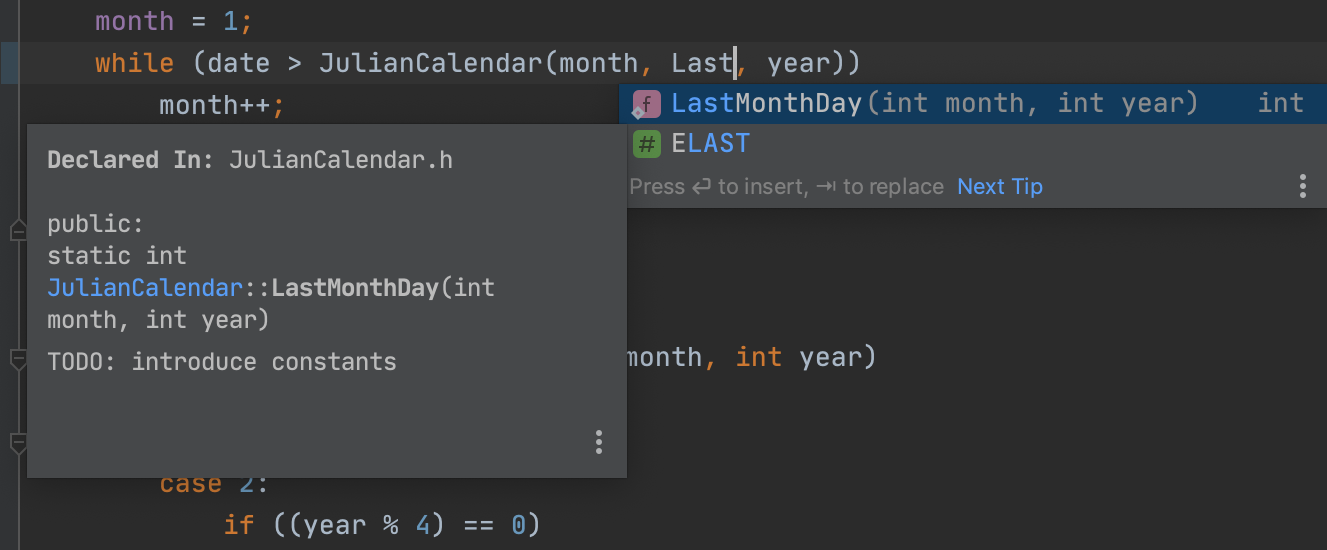 month = 1;
while (date > JulianCalendar(month, Last, year))
month++;
f LastMonthDay(int month, int year) int
# ELAST
Press ↵ to insert, ⇥ to replace Next Tip
Declared In: JulianCalendar.h
public:
static int
JulianCalendar::LastMonthDay(int
month, int year)
TODO: introduce constants
month, int year)
case 2:
if ((year % 4) == 0)